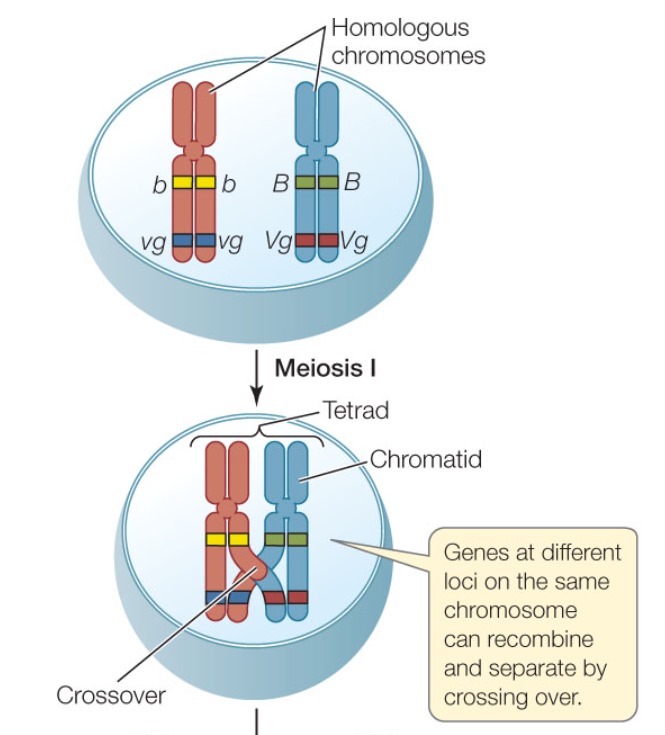 Homologous
chromosomes
b b B B
vg vg Vg Vg
Meiosis I
Tetrad
Chromatid
Genes at different
loci on the same
chromosome
can recombine
and separate by
crossing over.
Crossover